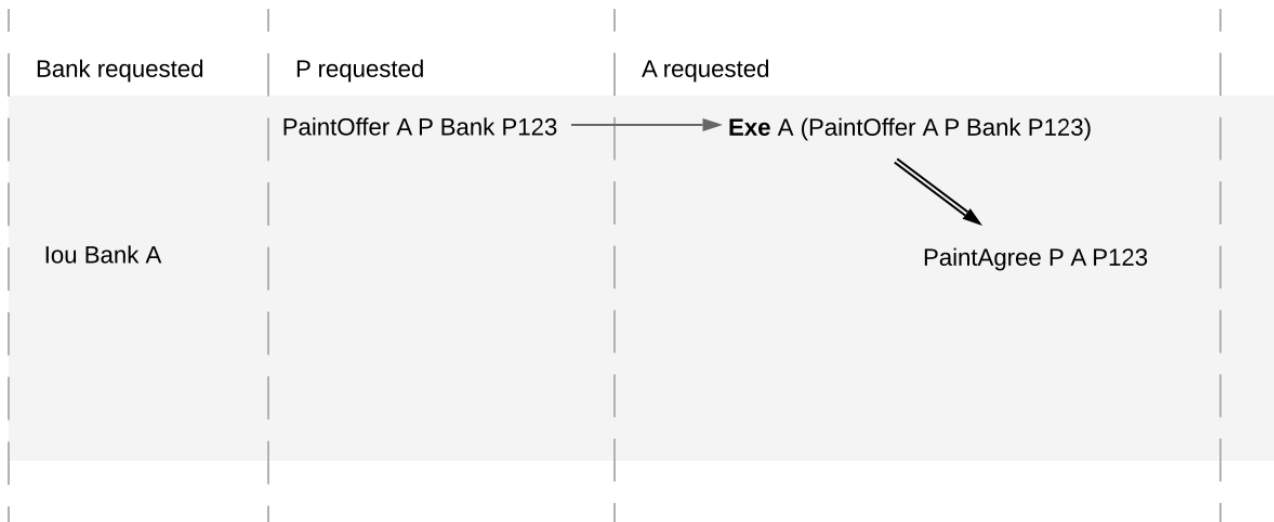 Bank requested
P requested
A requested
PaintOffer A P Bank P123
Exe A (PaintOffer A P Bank P123)
Iou Bank A
PaintAgree P A P123